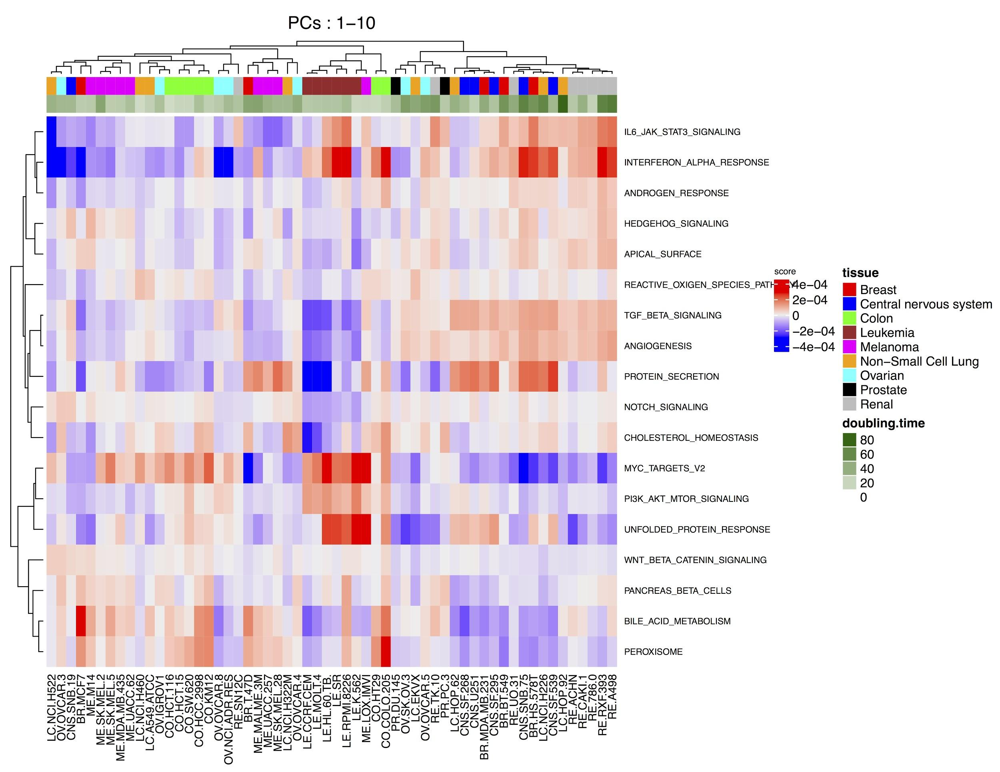 PCs : 1−10
IL6_JAK_STAT3_SIGNALING
INTERFERON_ALPHA_RESPONSE
ANDROGEN_RESPONSE
HEDGEHOG_SIGNALING
APICAL_SURFACE
REACTIVE_OXIGEN_SPECIES_PATH Y
TGF_BETA_SIGNALING
ANGIOGENESIS
PROTEIN_SECRETION
NOTCH_SIGNALING
CHOLESTEROL_HOMEOSTASIS
MYC_TARGETS_V2
PI3K_AKT_MTOR_SIGNALING
UNFOLDED_PROTEIN_RESPONSE
WNT_BETA_CATENIN_SIGNALING
PANCREAS_BETA_CELLS
BILE_ACID_METABOLISM
PEROXISOME
LC.NCI.H522
OV.OVCAR.3
CNS.SNB.19
BR.MCF7
ME.M14
ME.SK.MEL.2
ME.SK.MEL.5
ME.MDA.MB.435
ME.UACC.62
LC.NCI.H460
LC.A549.ATCC
OV.IGROV1
CO.HCT.116
CO.HCT.15
CO.SW.620
CO.HCC.2998
CO.KM12
OV.OVCAR.8
OV.NCI.ADR.RES
RE.SN12C
BR.T.47D
ME.MALME.3M
ME.UACC.257
ME.SK.MEL.28
LC.NCI.H322M
OV.OVCAR.4
LE.CCRF.CEM
LE.MOLT.4
LE.HL.60.TB.
LE.SR
LE.RPMI.8226
LE.K.562
ME.LOX.IMVI
CO.HT29
CO.COLO.205
PR.DU.145
OV.SK.OV.3
LC.EKVX
OV.OVCAR.5
RE.TK.10
PR.PC.3
LC.HOP.62
CNS.SF.268
CNS.U251
BR.MDA.MB.231
CNS.SF.295
BR.BT.549
RE.UO.31
CNS.SNB.75
BR.HS.578T
LC.NCI.H226
CNS.SF.539
LC.HOP.92
RE.ACHN
RE.CAKI.1
RE.786.0
RE.RXF.393
RE.A498
score
4e−04
2e−04
0
−2e−04
−4e−04
tissue
Breast
Central nervous system
Colon
Leukemia
Melanoma
Non−Small Cell Lung
Ovarian
Prostate
Renal
doubling.time
80
60
40
20
0